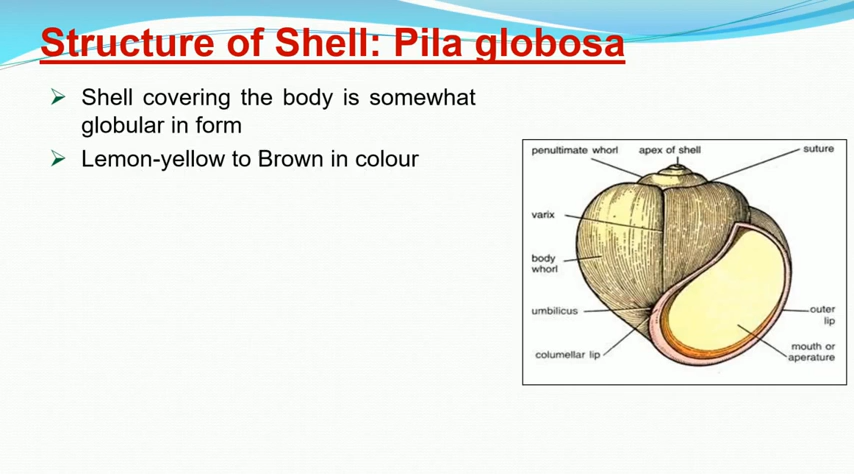 Structure of Shell: Pila globosa
Shell covering the body is somewhat
globular in form
Lemon-yellow to Brown in colour
penultimate whorl
apex of shell
suture
varix
body
whorl
umbilicus
columellar lip
outer
lip
mouth or
aperature